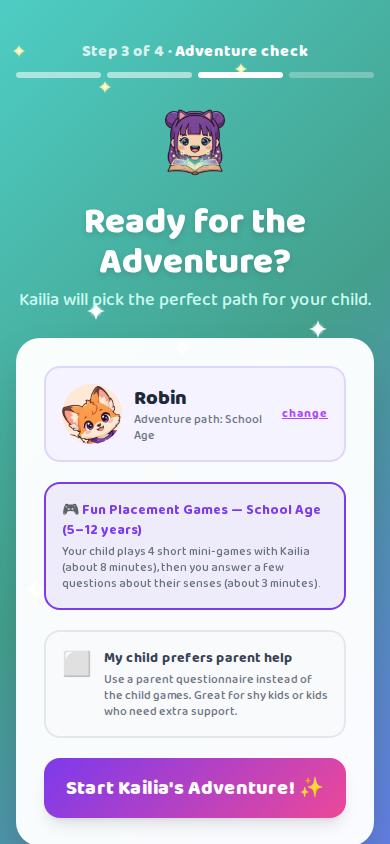 Step 3 of 4 · Adventure check
Ready for the
Adventure?
Kailia will pick the perfect path for your child.
Robin
Adventure path: School
Age
change
🎮 Fun Placement Games — School Age
(5–12 years)
Your child plays 4 short mini-games with Kailia
(about 8 minutes), then you answer a few
questions about their senses (about 3 minutes).
My child prefers parent help
Use a parent questionnaire instead of
the child games. Great for shy kids or kids
who need extra support.
Start Kailia's Adventure! ✨